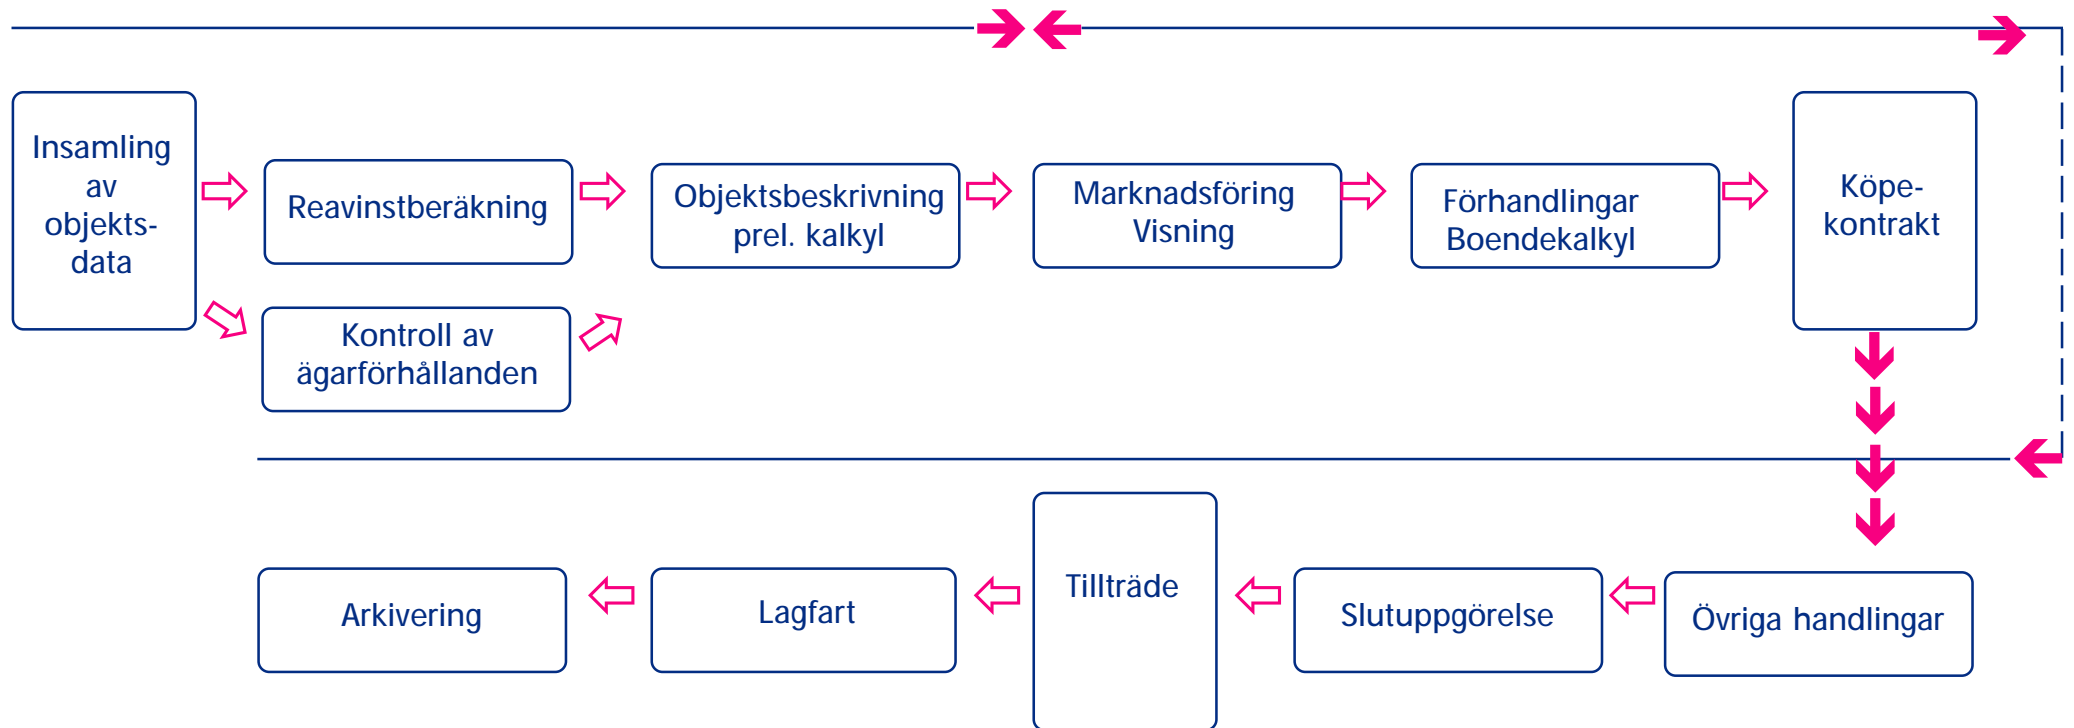 Insamling
av
objekts-
data
Reavinstberäkning
Kontroll av
ägarförhållanden
Objektsbeskrivning
prel. kalkyl
Marknadsföring
Visning
Förhandlingar
Boendekalkyl
Köpe-
kontrakt
Övriga handlingar
Slutuppgörelse
Tillträde
Lagfart
Arkivering